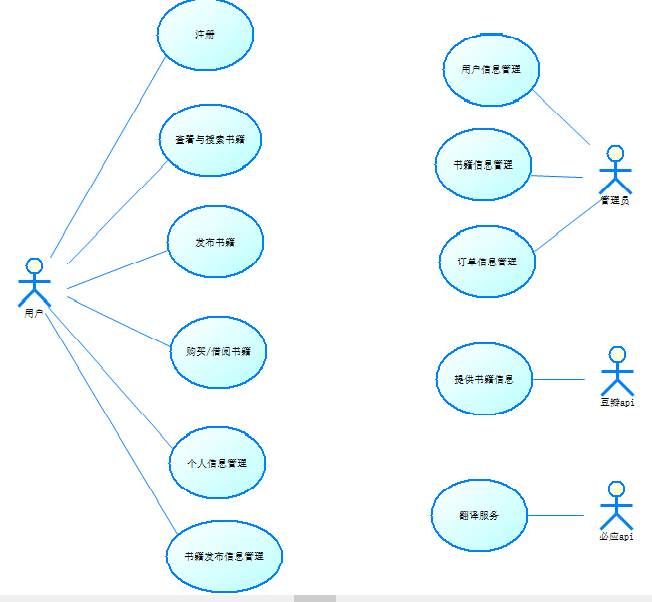 注册
查看与搜索书籍
发布书籍
用户
购买/借阅书籍
个人信息管理
书籍发布信息管理
用户信息管理
书籍信息管理
管理员
订单信息管理
提供书籍信息
豆瓣api
翻译服务
必应api